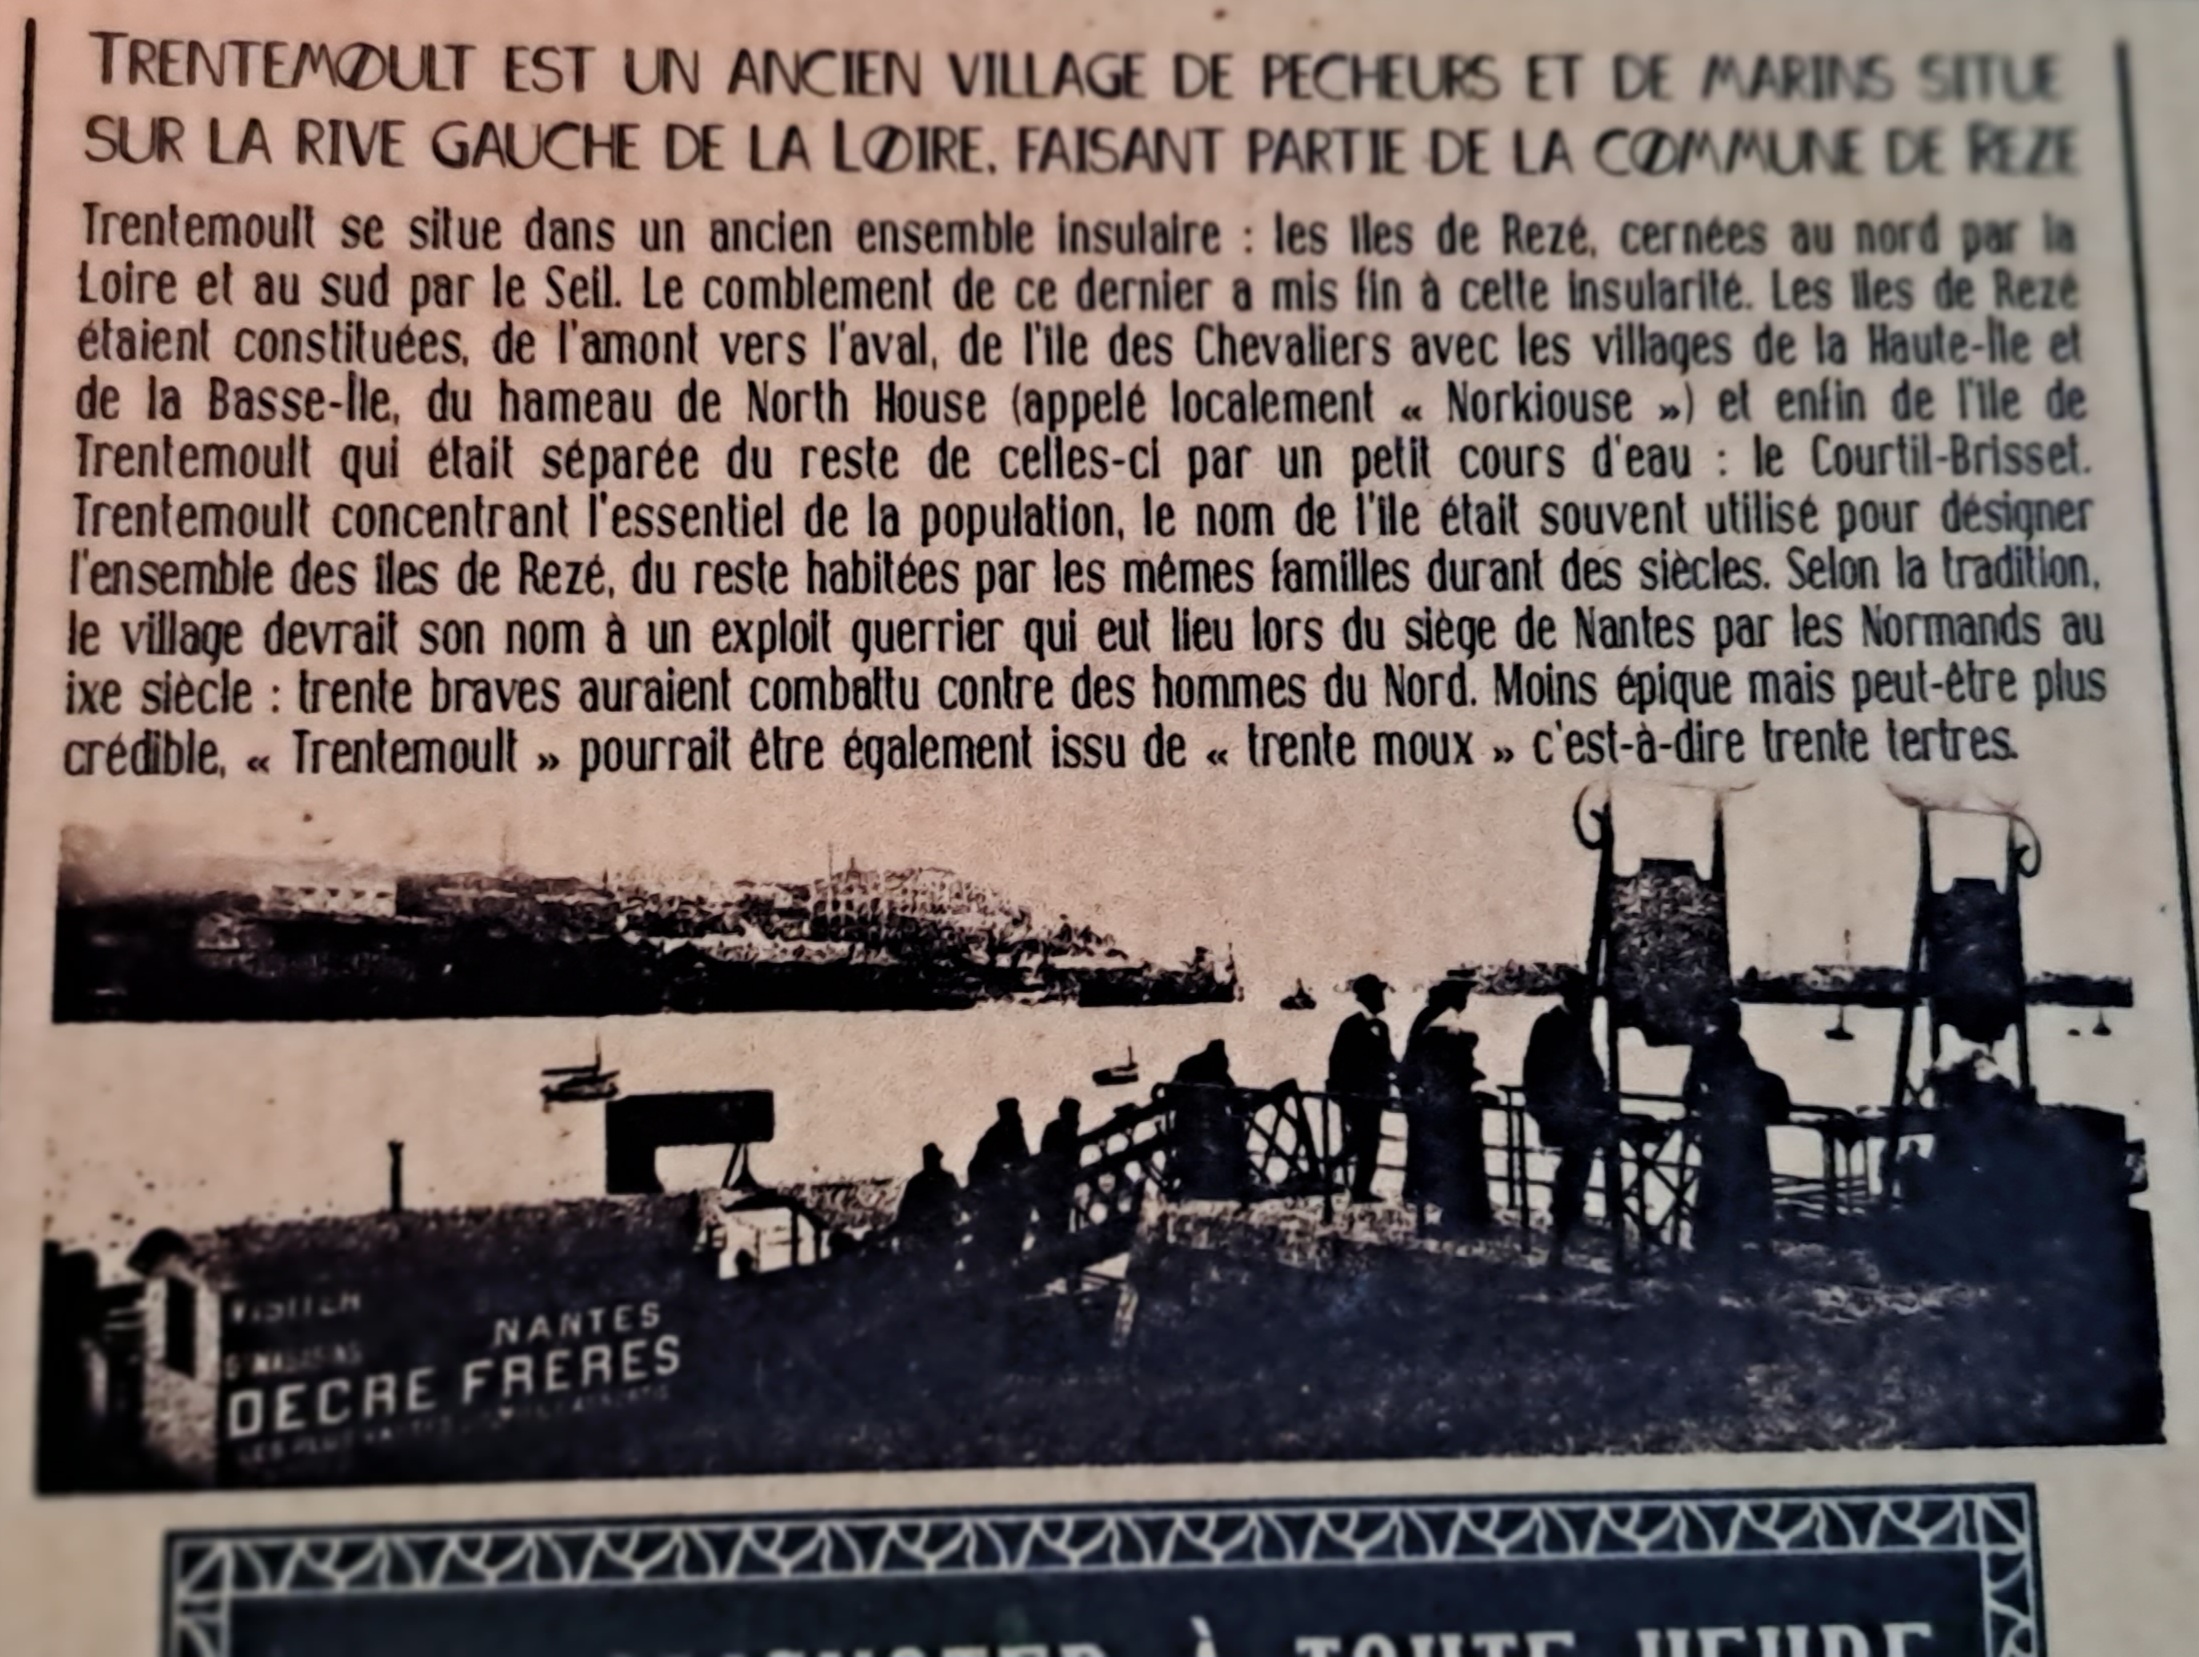 TRENTEMOULT EST UN ANCIEN VILLAGE DE PECHEURS ET DE MARINS SITUE
SUR LA RIVE GAUCHE DE LA LOIRE, FAISANT PARTIE DE LA COMMUNE DE REZE
Trentemoult se situe dans un ancien ensemble insulaire : les îles de Rezé, cernées au nord par la
Loire et au sud par le Seil. Le comblement de ce dernier a mis fin à cette insularité. Les îles de Rezé
étaient constituées, de l'amont vers l'aval, de l'île des Chevaliers avec les villages de la Haute-Île et
de la Basse-Île, du hameau de North House (appelé localement « Norkiouse ») et enfin de l'île de
Trentemoult qui était séparée du reste de celles-ci par un petit cours d'eau : le Courtil-Brisset.
Trentemoult concentrant l'essentiel de la population, le nom de l'île était souvent utilisé pour désigner
l'ensemble des îles de Rezé, du reste habitées par les mêmes familles durant des siècles. Selon la tradition,
le village devrait son nom à un exploit guerrier qui eut lieu lors du siège de Nantes par les Normands au
ixe siècle : trente braves auraient combattu contre des hommes du Nord. Moins épique mais peut-être plus
crédible, « Trentemoult » pourrait être également issu de « trente moux » c'est-à-dire trente tertres.
VISITER
NANTES
DECRE FRERES
À TOUTE HEURE